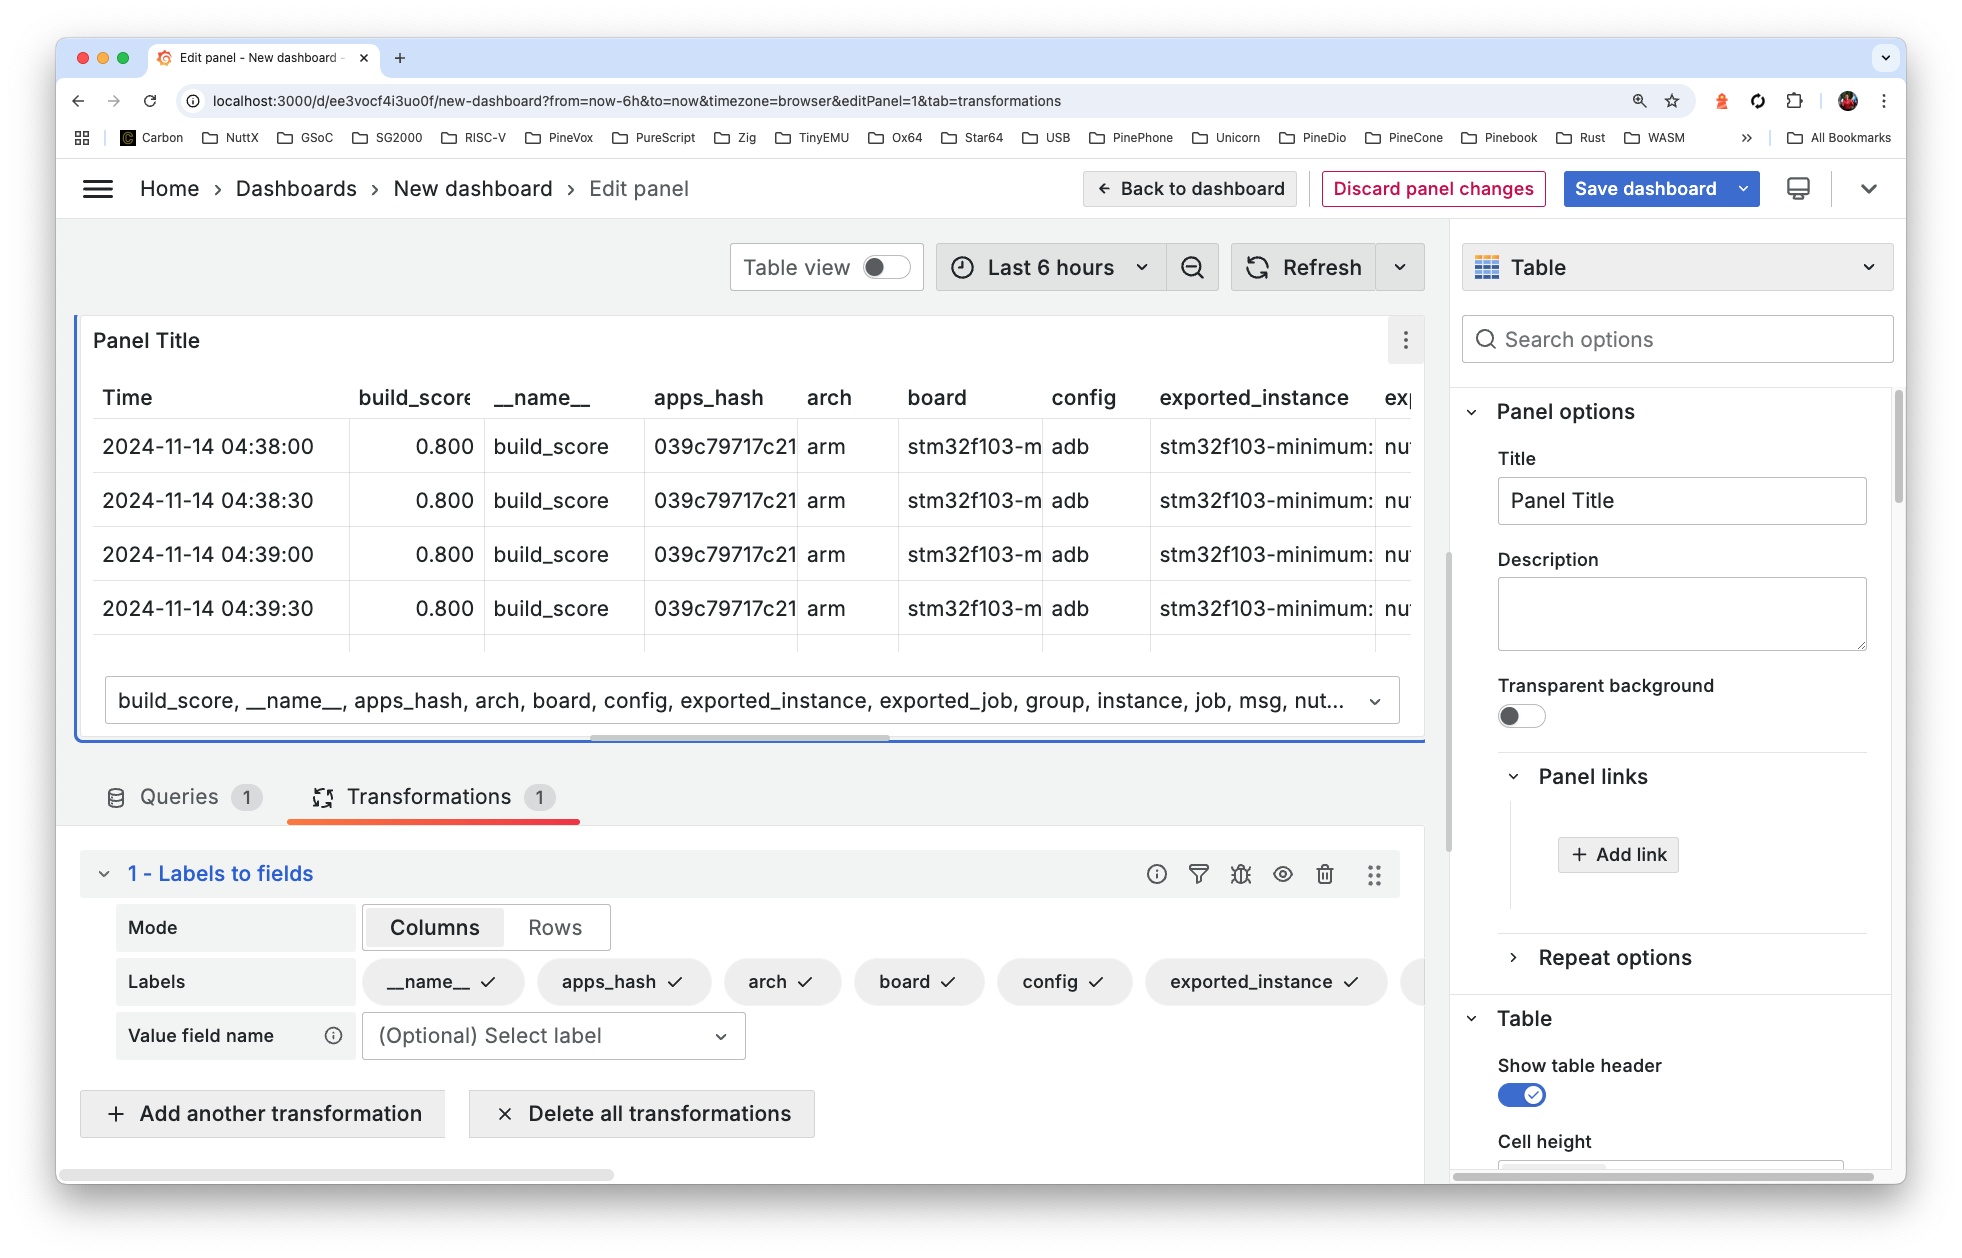 Edit panel - New dashboard -
localhost:3000/d/ee3vocf4i3uo0f/new-dashboard?from=now-6h&to=now&timezone=browser&editPanel=1&tab=transformations
Carbon NuttX GSoC SG2000 RISC-V PineVox PureScript Zig TinyEMU Ox64 Star64 USB PinePhone Unicorn PineDio PineCone Pinebook Rust WASM » All Bookmarks
Home › Dashboards › New dashboard › Edit panel
← Back to dashboard
Discard panel changes
Save dashboard
Table view
Last 6 hours
Refresh
Panel Title
Time build_score __name__ apps_hash arch board config exported_instance exp
2024-11-14 04:38:00 0.800 build_score 039c79717c21 arm stm32f103-m adb stm32f103-minimum: nut
2024-11-14 04:38:30 0.800 build_score 039c79717c21 arm stm32f103-m adb stm32f103-minimum: nut
2024-11-14 04:39:00 0.800 build_score 039c79717c21 arm stm32f103-m adb stm32f103-minimum: nut
2024-11-14 04:39:30 0.800 build_score 039c79717c21 arm stm32f103-m adb stm32f103-minimum: nut
build_score, __name__, apps_hash, arch, board, config, exported_instance, exported_job, group, instance, job, msg, nut...
Queries 1
Transformations 1
1 - Labels to fields
Mode Columns Rows
Labels __name__ apps_hash arch board config exported_instance
Value field name (Optional) Select label
+ Add another transformation
× Delete all transformations
Table
Search options
Panel options
Title
Panel Title
Description
Transparent background
Panel links
+ Add link
Repeat options
Table
Show table header
Cell height